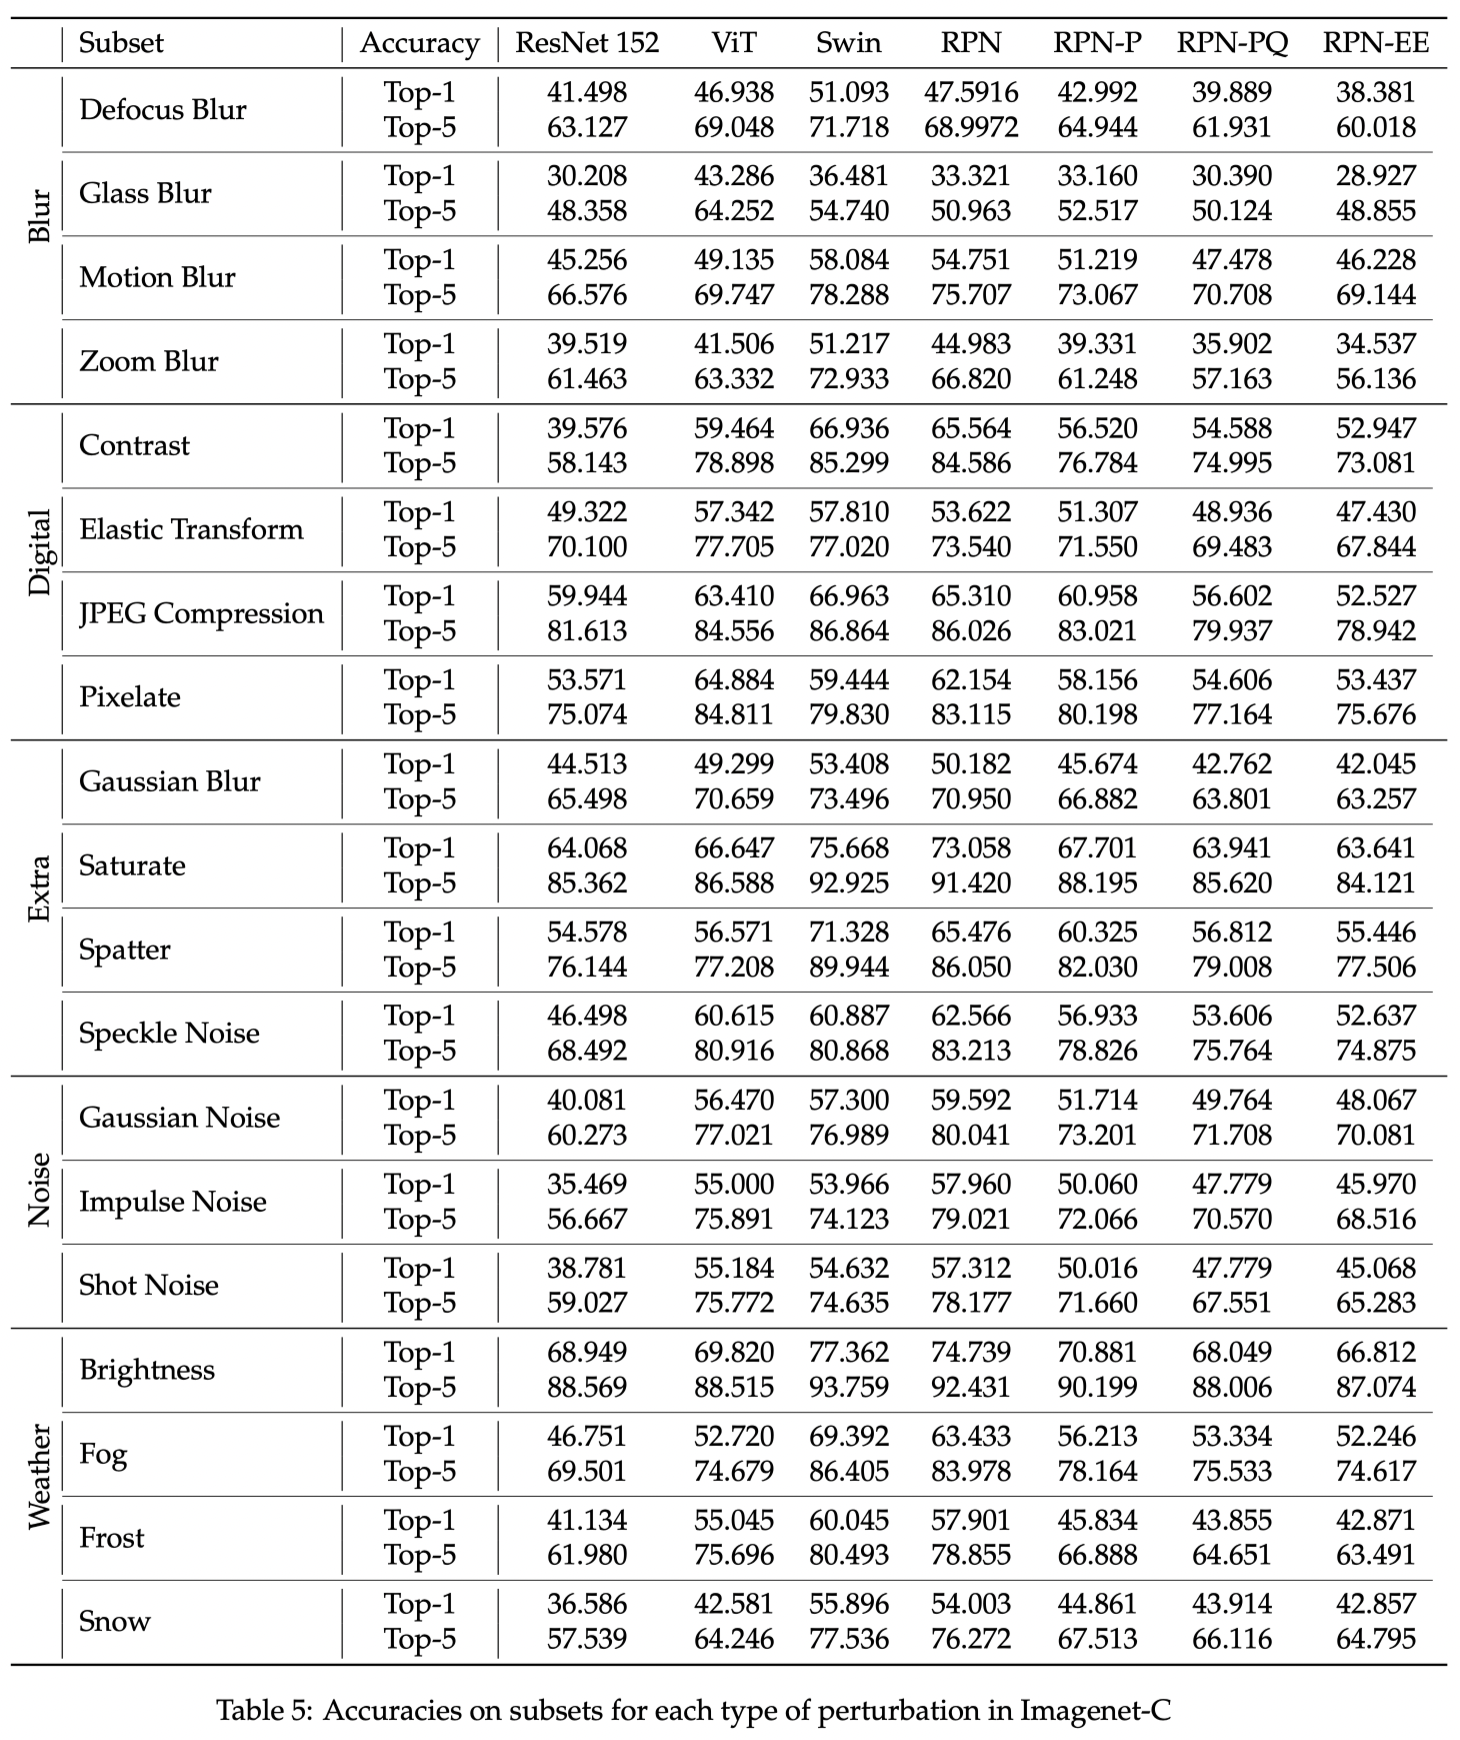 Subset Accuracy ResNet 152 ViT Swin RPN RPN-P RPN-PQ RPN-EE
Blur
Defocus Blur
Top-1 41.498 46.938 51.093 47.5916 42.992 39.889 38.381
Top-5 63.127 69.048 71.718 68.9972 64.944 61.931 60.018
Glass Blur
Top-1 30.208 43.286 36.481 33.321 33.160 30.390 28.927
Top-5 48.358 64.252 54.740 50.963 52.517 50.124 48.855
Motion Blur
Top-1 45.256 49.135 58.084 54.751 51.219 47.478 46.228
Top-5 66.576 69.747 78.288 75.707 73.067 70.708 69.144
Zoom Blur
Top-1 39.519 41.506 51.217 44.983 39.331 35.902 34.537
Top-5 61.463 63.332 72.933 66.820 61.248 57.163 56.136
Digital
Contrast
Top-1 39.576 59.464 66.936 65.564 56.520 54.588 52.947
Top-5 58.143 78.898 85.299 84.586 76.784 74.995 73.081
Elastic Transform
Top-1 49.322 57.342 57.810 53.622 51.307 48.936 47.430
Top-5 70.100 77.705 77.020 73.540 71.550 69.483 67.844
JPEG Compression
Top-1 59.944 63.410 66.963 65.310 60.958 56.602 52.527
Top-5 81.613 84.556 86.864 86.026 83.021 79.937 78.942
Pixelate
Top-1 53.571 64.884 59.444 62.154 58.156 54.606 53.437
Top-5 75.074 84.811 79.830 83.115 80.198 77.164 75.676
Extra
Gaussian Blur
Top-1 44.513 49.299 53.408 50.182 45.674 42.762 42.045
Top-5 65.498 70.659 73.496 70.950 66.882 63.801 63.257
Saturate
Top-1 64.068 66.647 75.668 73.058 67.701 63.941 63.641
Top-5 85.362 86.588 92.925 91.420 88.195 85.620 84.121
Spatter
Top-1 54.578 56.571 71.328 65.476 60.325 56.812 55.446
Top-5 76.144 77.208 89.944 86.050 82.030 79.008 77.506
Speckle Noise
Top-1 46.498 60.615 60.887 62.566 56.933 53.606 52.637
Top-5 68.492 80.916 80.868 83.213 78.826 75.764 74.875
Noise
Gaussian Noise
Top-1 40.081 56.470 57.300 59.592 51.714 49.764 48.067
Top-5 60.273 77.021 76.989 80.041 73.201 71.708 70.081
Impulse Noise
Top-1 35.469 55.000 53.966 57.960 50.060 47.779 45.970
Top-5 56.667 75.891 74.123 79.021 72.066 70.570 68.516
Shot Noise
Top-1 38.781 55.184 54.632 57.312 50.016 47.779 45.068
Top-5 59.027 75.772 74.635 78.177 71.660 67.551 65.283
Weather
Brightness
Top-1 68.949 69.820 77.362 74.739 70.881 68.049 66.812
Top-5 88.569 88.515 93.759 92.431 90.199 88.006 87.074
Fog
Top-1 46.751 52.720 69.392 63.433 56.213 53.334 52.246
Top-5 69.501 74.679 86.405 83.978 78.164 75.533 74.617
Frost
Top-1 41.134 55.045 60.045 57.901 45.834 43.855 42.871
Top-5 61.980 75.696 80.493 78.855 66.888 64.651 63.491
Snow
Top-1 36.586 42.581 55.896 54.003 44.861 43.914 42.857
Top-5 57.539 64.246 77.536 76.272 67.513 66.116 64.795
Table 5: Accuracies on subsets for each type of perturbation in Imagenet-C